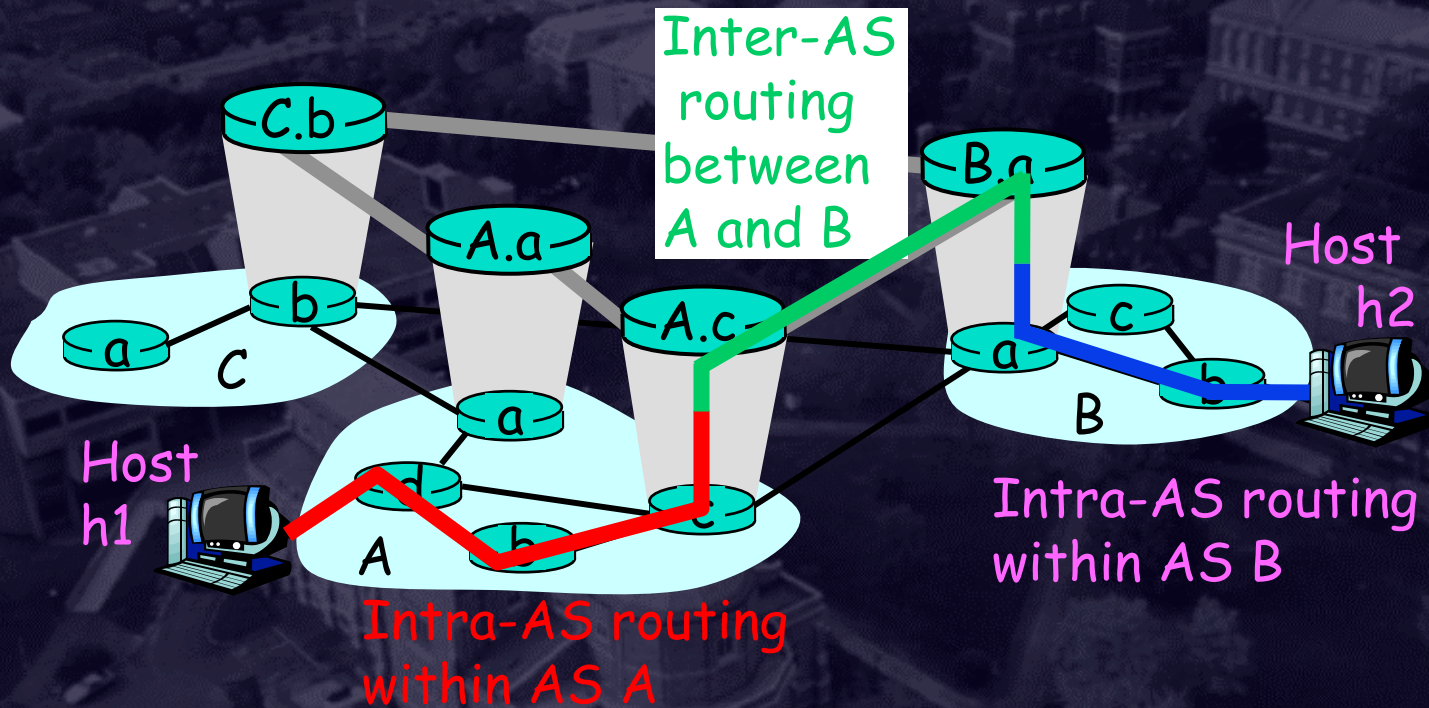 Inter-AS
routing
between
A and B
C.b
B.a
A.a
A.c
Host
h2
b
a
C
c
a
b
B
a
Host
h1
d
c
b
A
Intra-AS routing
within AS B
Intra-AS routing
within AS A